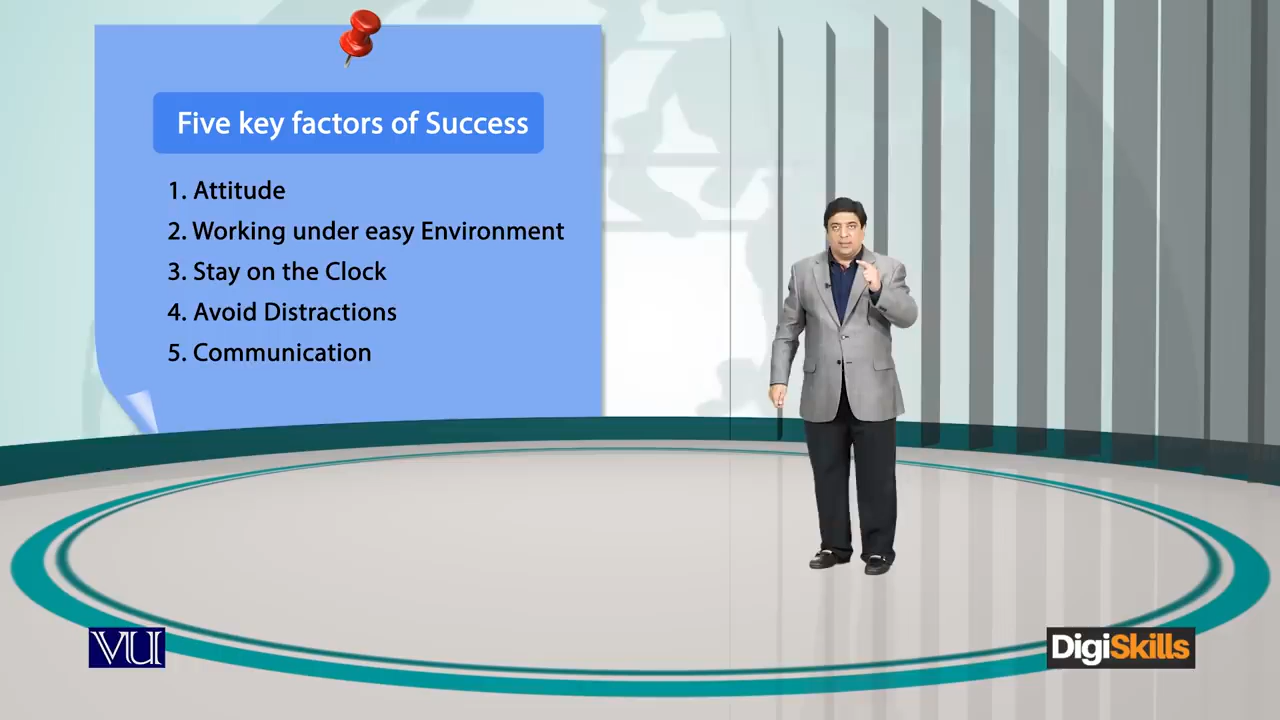 Five key factors of Success
1. Attitude
2. Working under easy Environment
3. Stay on the Clock
4. Avoid Distractions
5. Communication
VU
DigiSkills